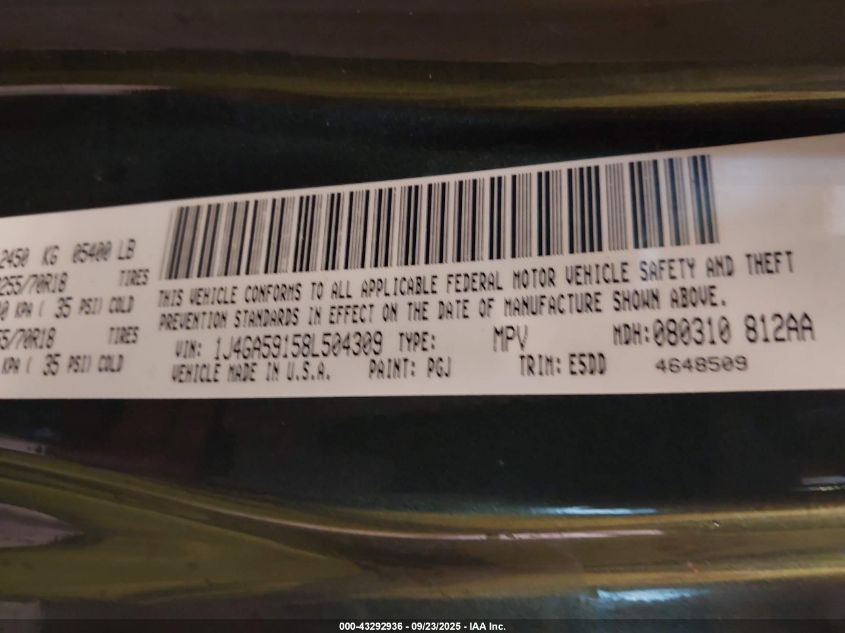 2450 KG 05400 LB
255/70R18 TIRES
KPA ( 35 PSI) COLD
55/70R18 TIRES
KPA ( 35 PSI) COLD
THIS VEHICLE CONFORMS TO ALL APPLICABLE FEDERAL MOTOR VEHICLE SAFETY AND THEFT
PREVENTION STANDARDS IN EFFECT ON THE DATE OF MANUFACTURE SHOWN ABOVE.
VIN: 1J4GA59158L504309 TYPE: MPV MDH:080310 812AA
VEHICLE MADE IN U.S.A. PAINT: PGJ TRIM: E5DD 4648509
000-43292936 - 09/23/2025 - IAA Inc.